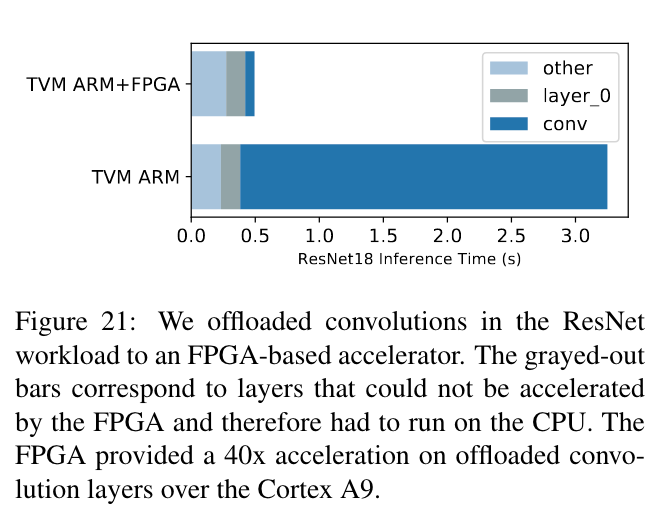 TVM ARM+FPGA
TVM ARM
other
layer_0
conv
0.0 0.5 1.0 1.5 2.0 2.5 3.0
ResNet18 Inference Time (s)
Figure 21: We offloaded convolutions in the ResNet
workload to an FPGA-based accelerator. The grayed-out
bars correspond to layers that could not be accelerated
by the FPGA and therefore had to run on the CPU. The
FPGA provided a 40x acceleration on offloaded convo-
lution layers over the Cortex A9.